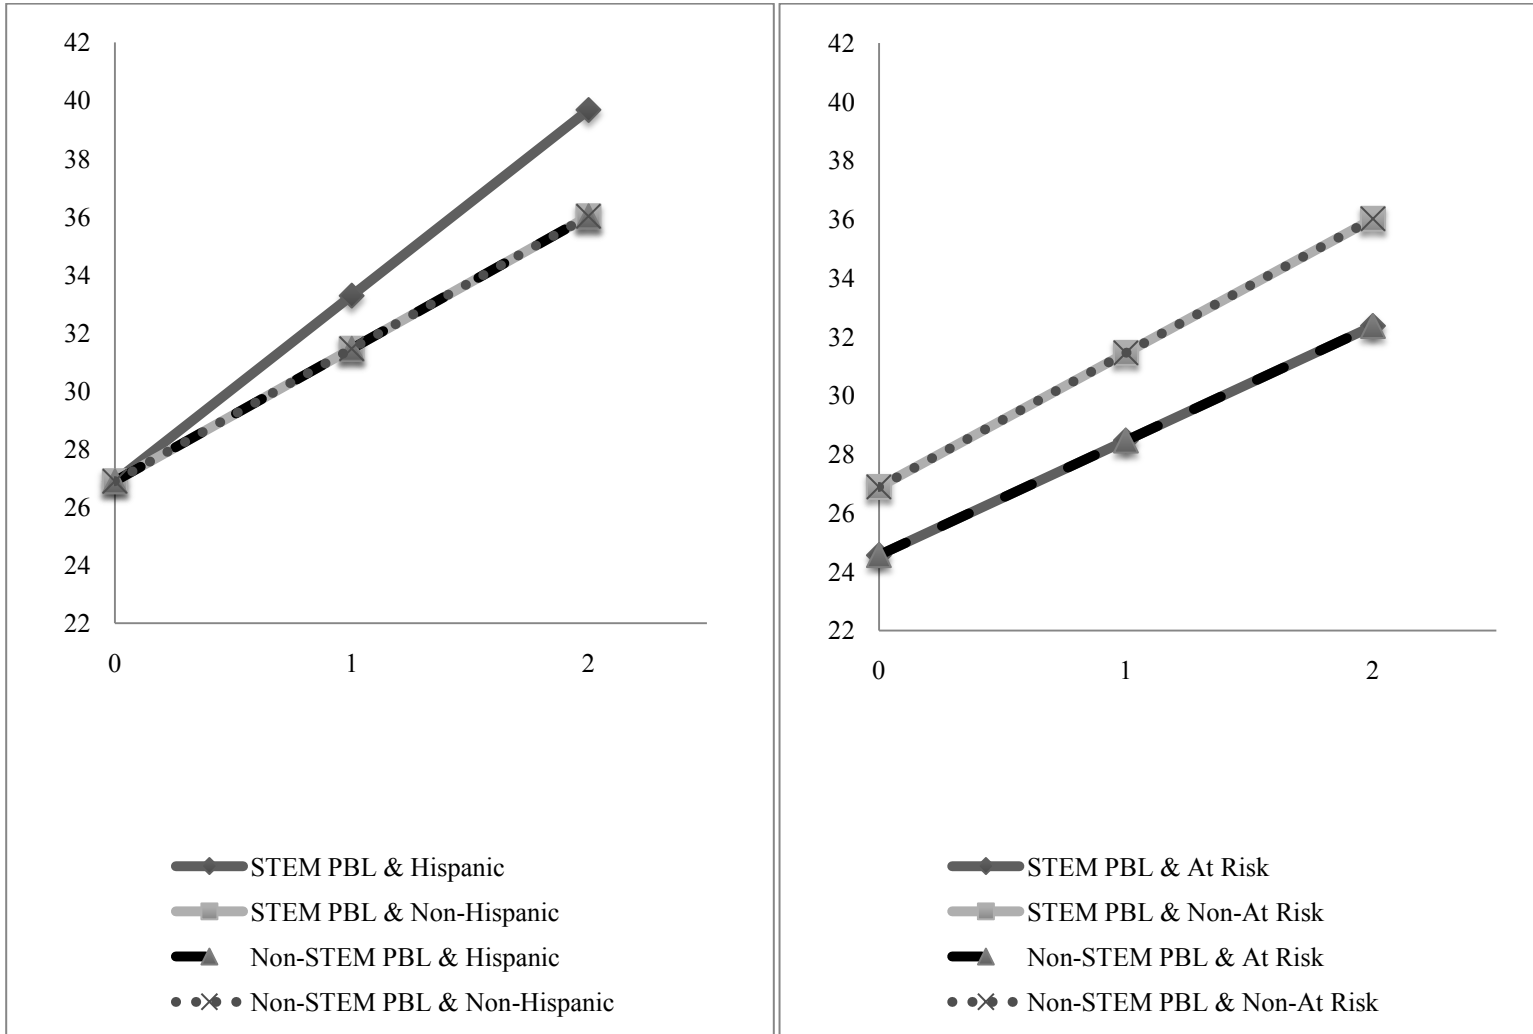 42
40
38
36
34
32
30
28
26
24
22
0 1 2
STEM PBL & Hispanic
STEM PBL & Non-Hispanic
Non-STEM PBL & Hispanic
Non-STEM PBL & Non-Hispanic
42
40
38
36
34
32
30
28
26
24
22
0 1 2
STEM PBL & At Risk
STEM PBL & Non-At Risk
Non-STEM PBL & At Risk
Non-STEM PBL & Non-At Risk